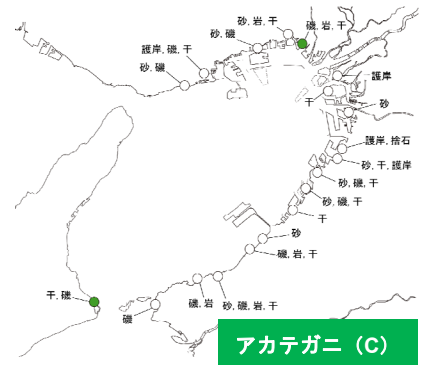 砂, 岩, 干
磯, 岩, 干
砂, 磯
護岸, 磯, 干
砂, 磯
護岸
干
砂
護岸, 捨石
砂, 干, 護岸
砂, 磯, 干
砂, 磯, 干
干
砂
磯, 岩, 干
干, 磯
磯
磯, 岩
砂, 磯, 岩, 干
アカテガニ（C）